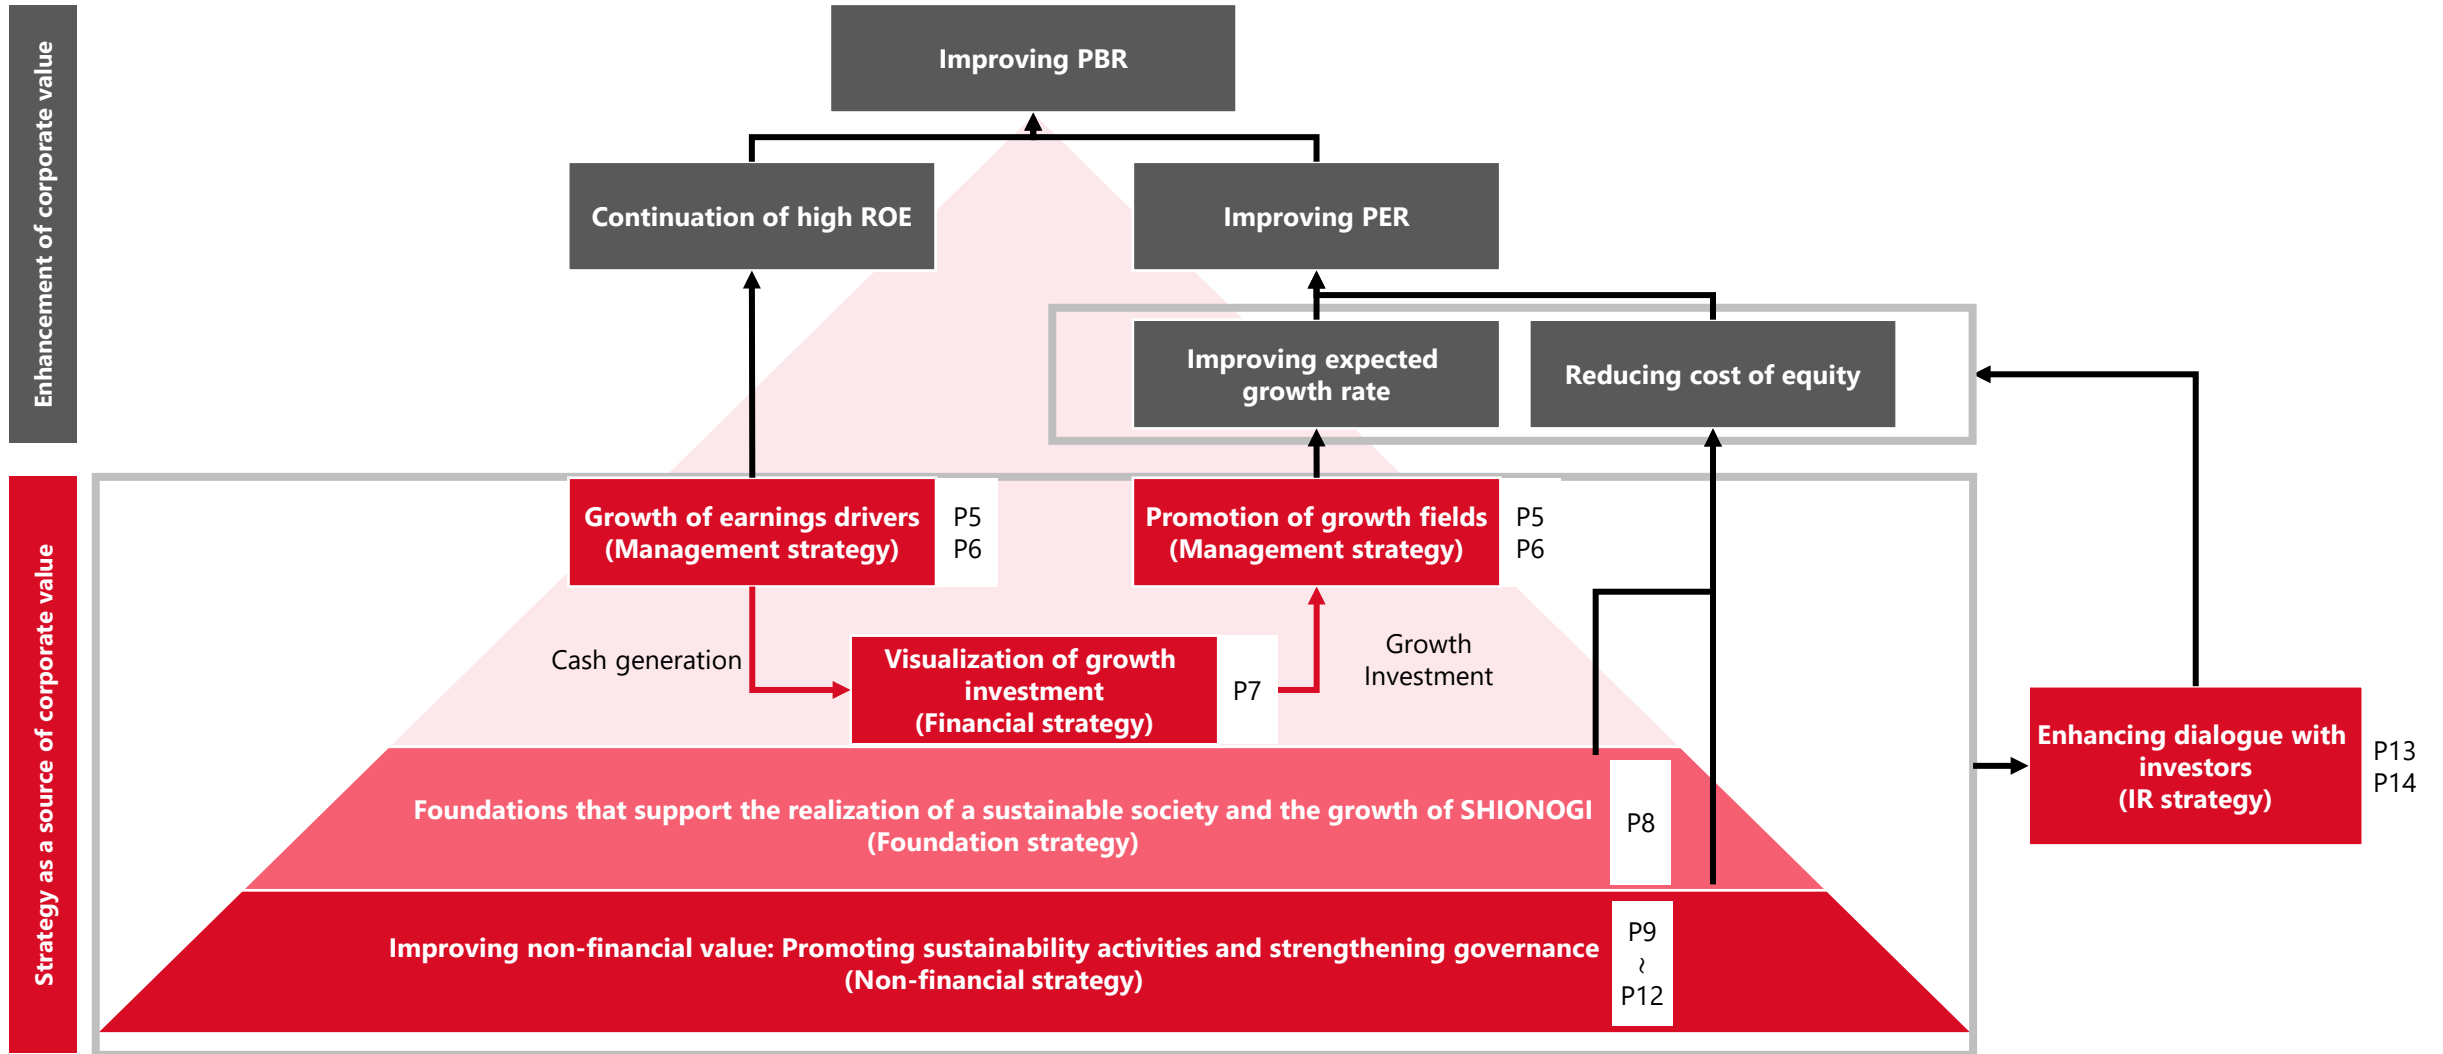 Enhancement of corporate value
Improving PBR
Continuation of high ROE
Improving PER
Improving expected
growth rate
Reducing cost of equity
Strategy as a source of corporate value
Growth of earnings drivers
(Management strategy)
P5
P6
Promotion of growth fields
(Management strategy)
P5
P6
Cash generation
Visualization of growth
investment
(Financial strategy)
P7
Growth
Investment
Enhancing dialogue with
investors
(IR strategy)
P13
P14
Foundations that support the realization of a sustainable society and the growth of SHIONOGI
(Foundation strategy)
P8
Improving non-financial value: Promoting sustainability activities and strengthening governance
(Non-financial strategy)
P9
~
P12